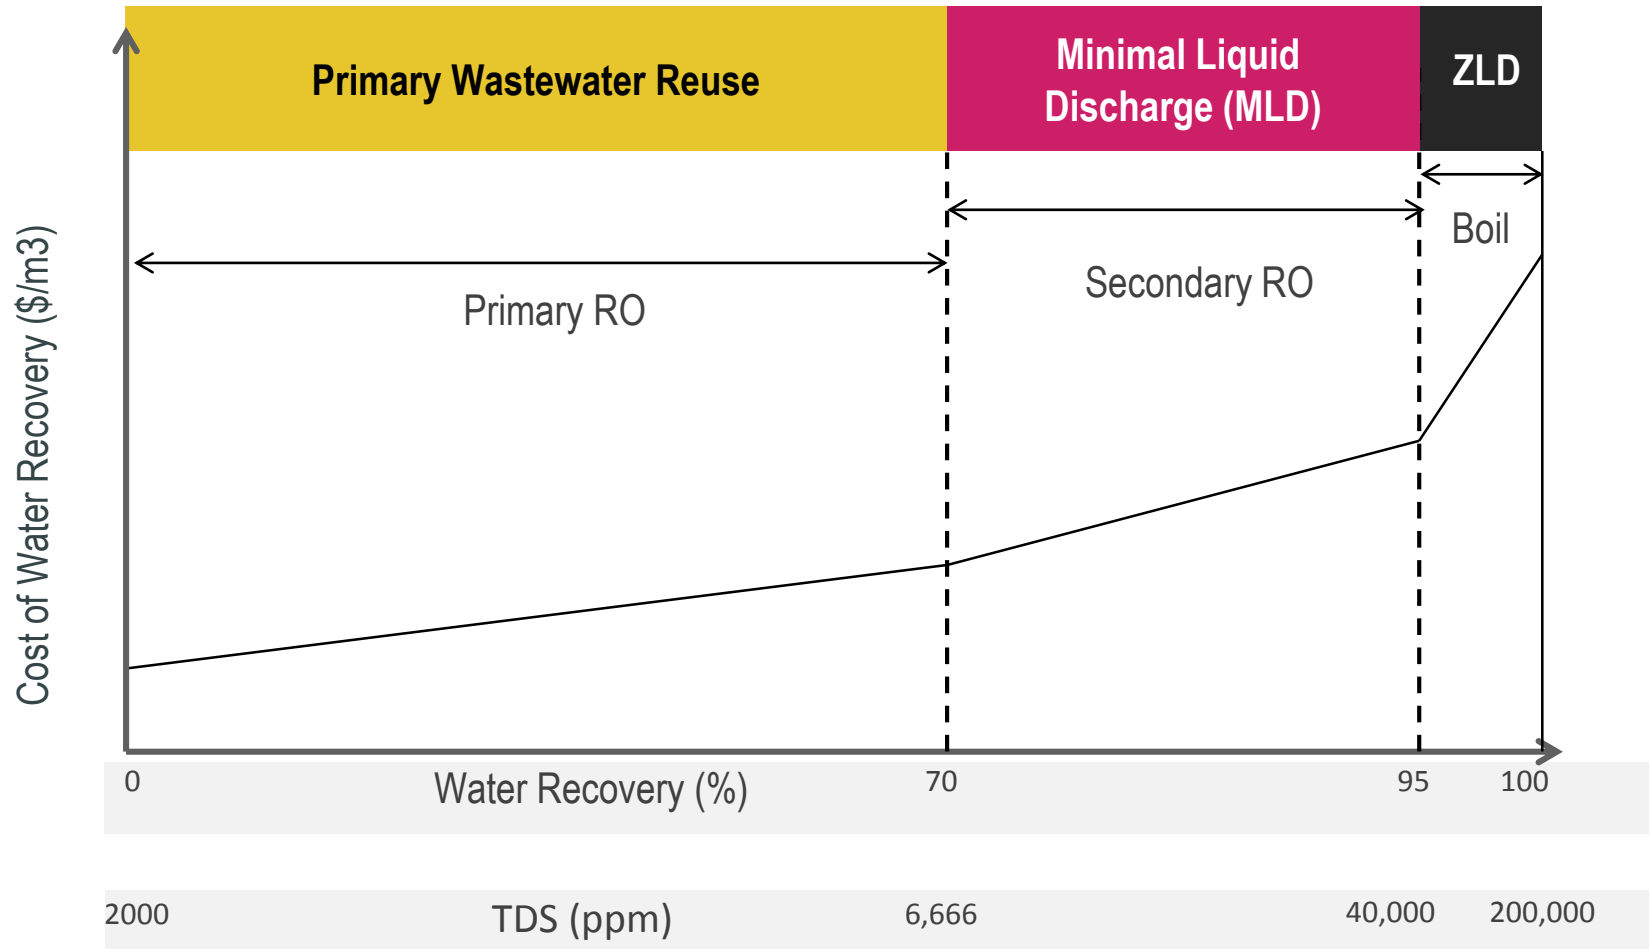 Primary Wastewater Reuse
Minimal Liquid
Discharge (MLD)
ZLD
Boil
Secondary RO
Primary RO
Cost of Water Recovery ($/m3)
0
Water Recovery (%)
70
95
100
2000
TDS (ppm)
6,666
40,000
200,000